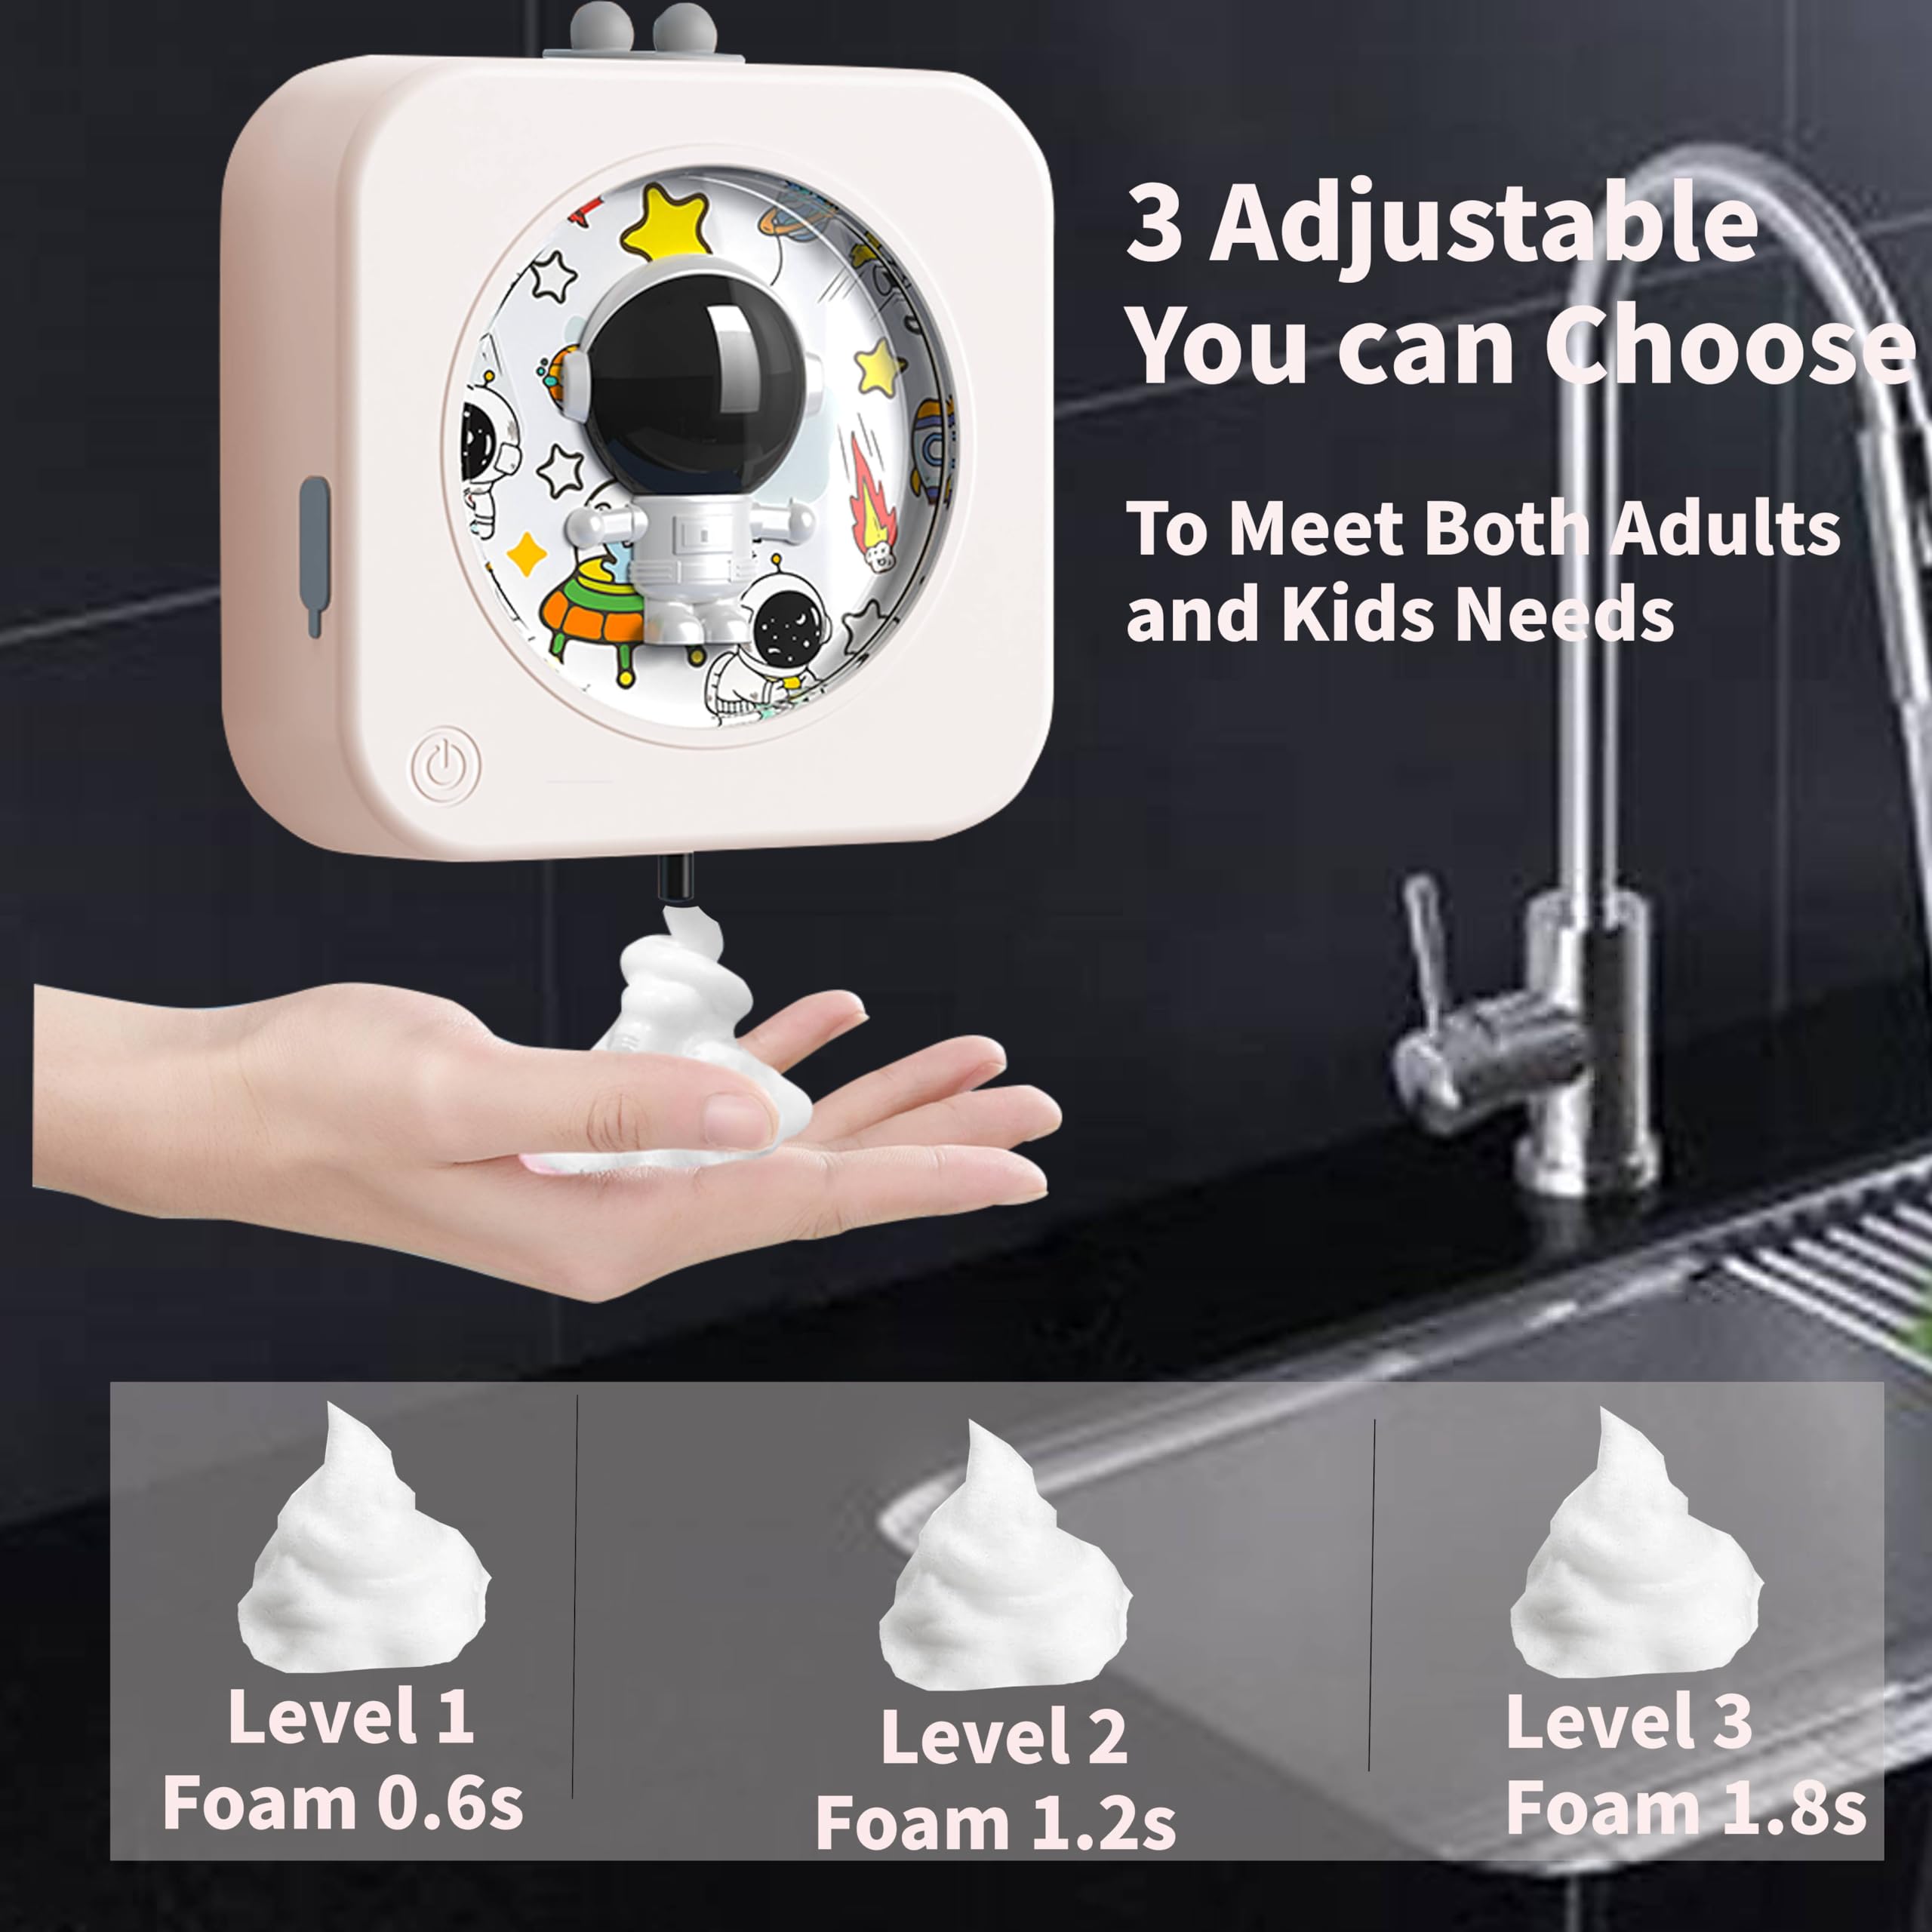 3 Adjustable
You can Choose
To Meet Both Adults
and Kids Needs
Level 1
Foam 0.6s
Level 2
Foam 1.2s
Level 3
Foam 1.8s